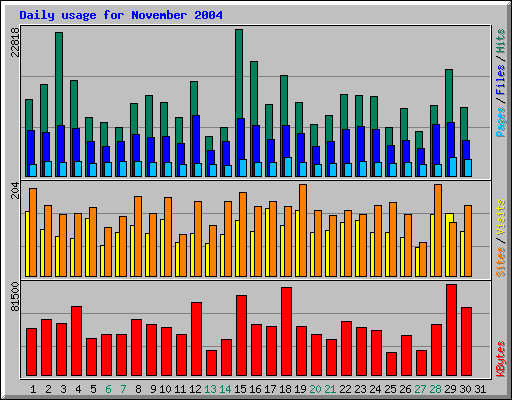 Daily usage for November 2004
22818
Pages / Files / Hits
204
Sites / Visits
81500
KBytes
1 2 3 4 5 6 7 8 9 10 11 12 13 14 15 16 17 18 19 20 21 22 23 24 25 26 27 28 29 30 31